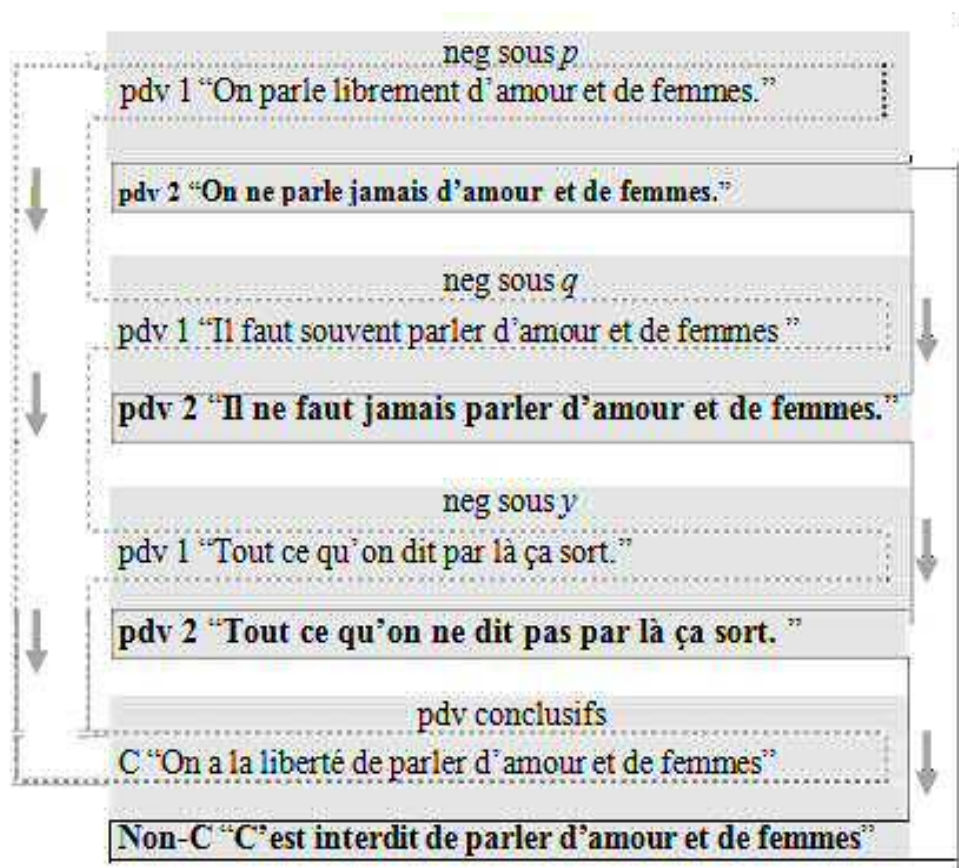 neg sous p
pdv 1 “On parle librement d’amour et de femmes.”
pdv 2 “On ne parle jamais d’amour et de femmes.”
neg sous q
pdv 1 “Il faut souvent parler d’amour et de femmes ”
pdv 2 “Il ne faut jamais parler d’amour et de femmes.”
neg sous y
pdv 1 “Tout ce qu’on dit par là ça sort.”
pdv 2 “Tout ce qu’on ne dit pas par là ça sort. ”
pdv conclusifs
C “On a la liberté de parler d’amour et de femmes”
Non-C “C’est interdit de parler d’amour et de femmes”